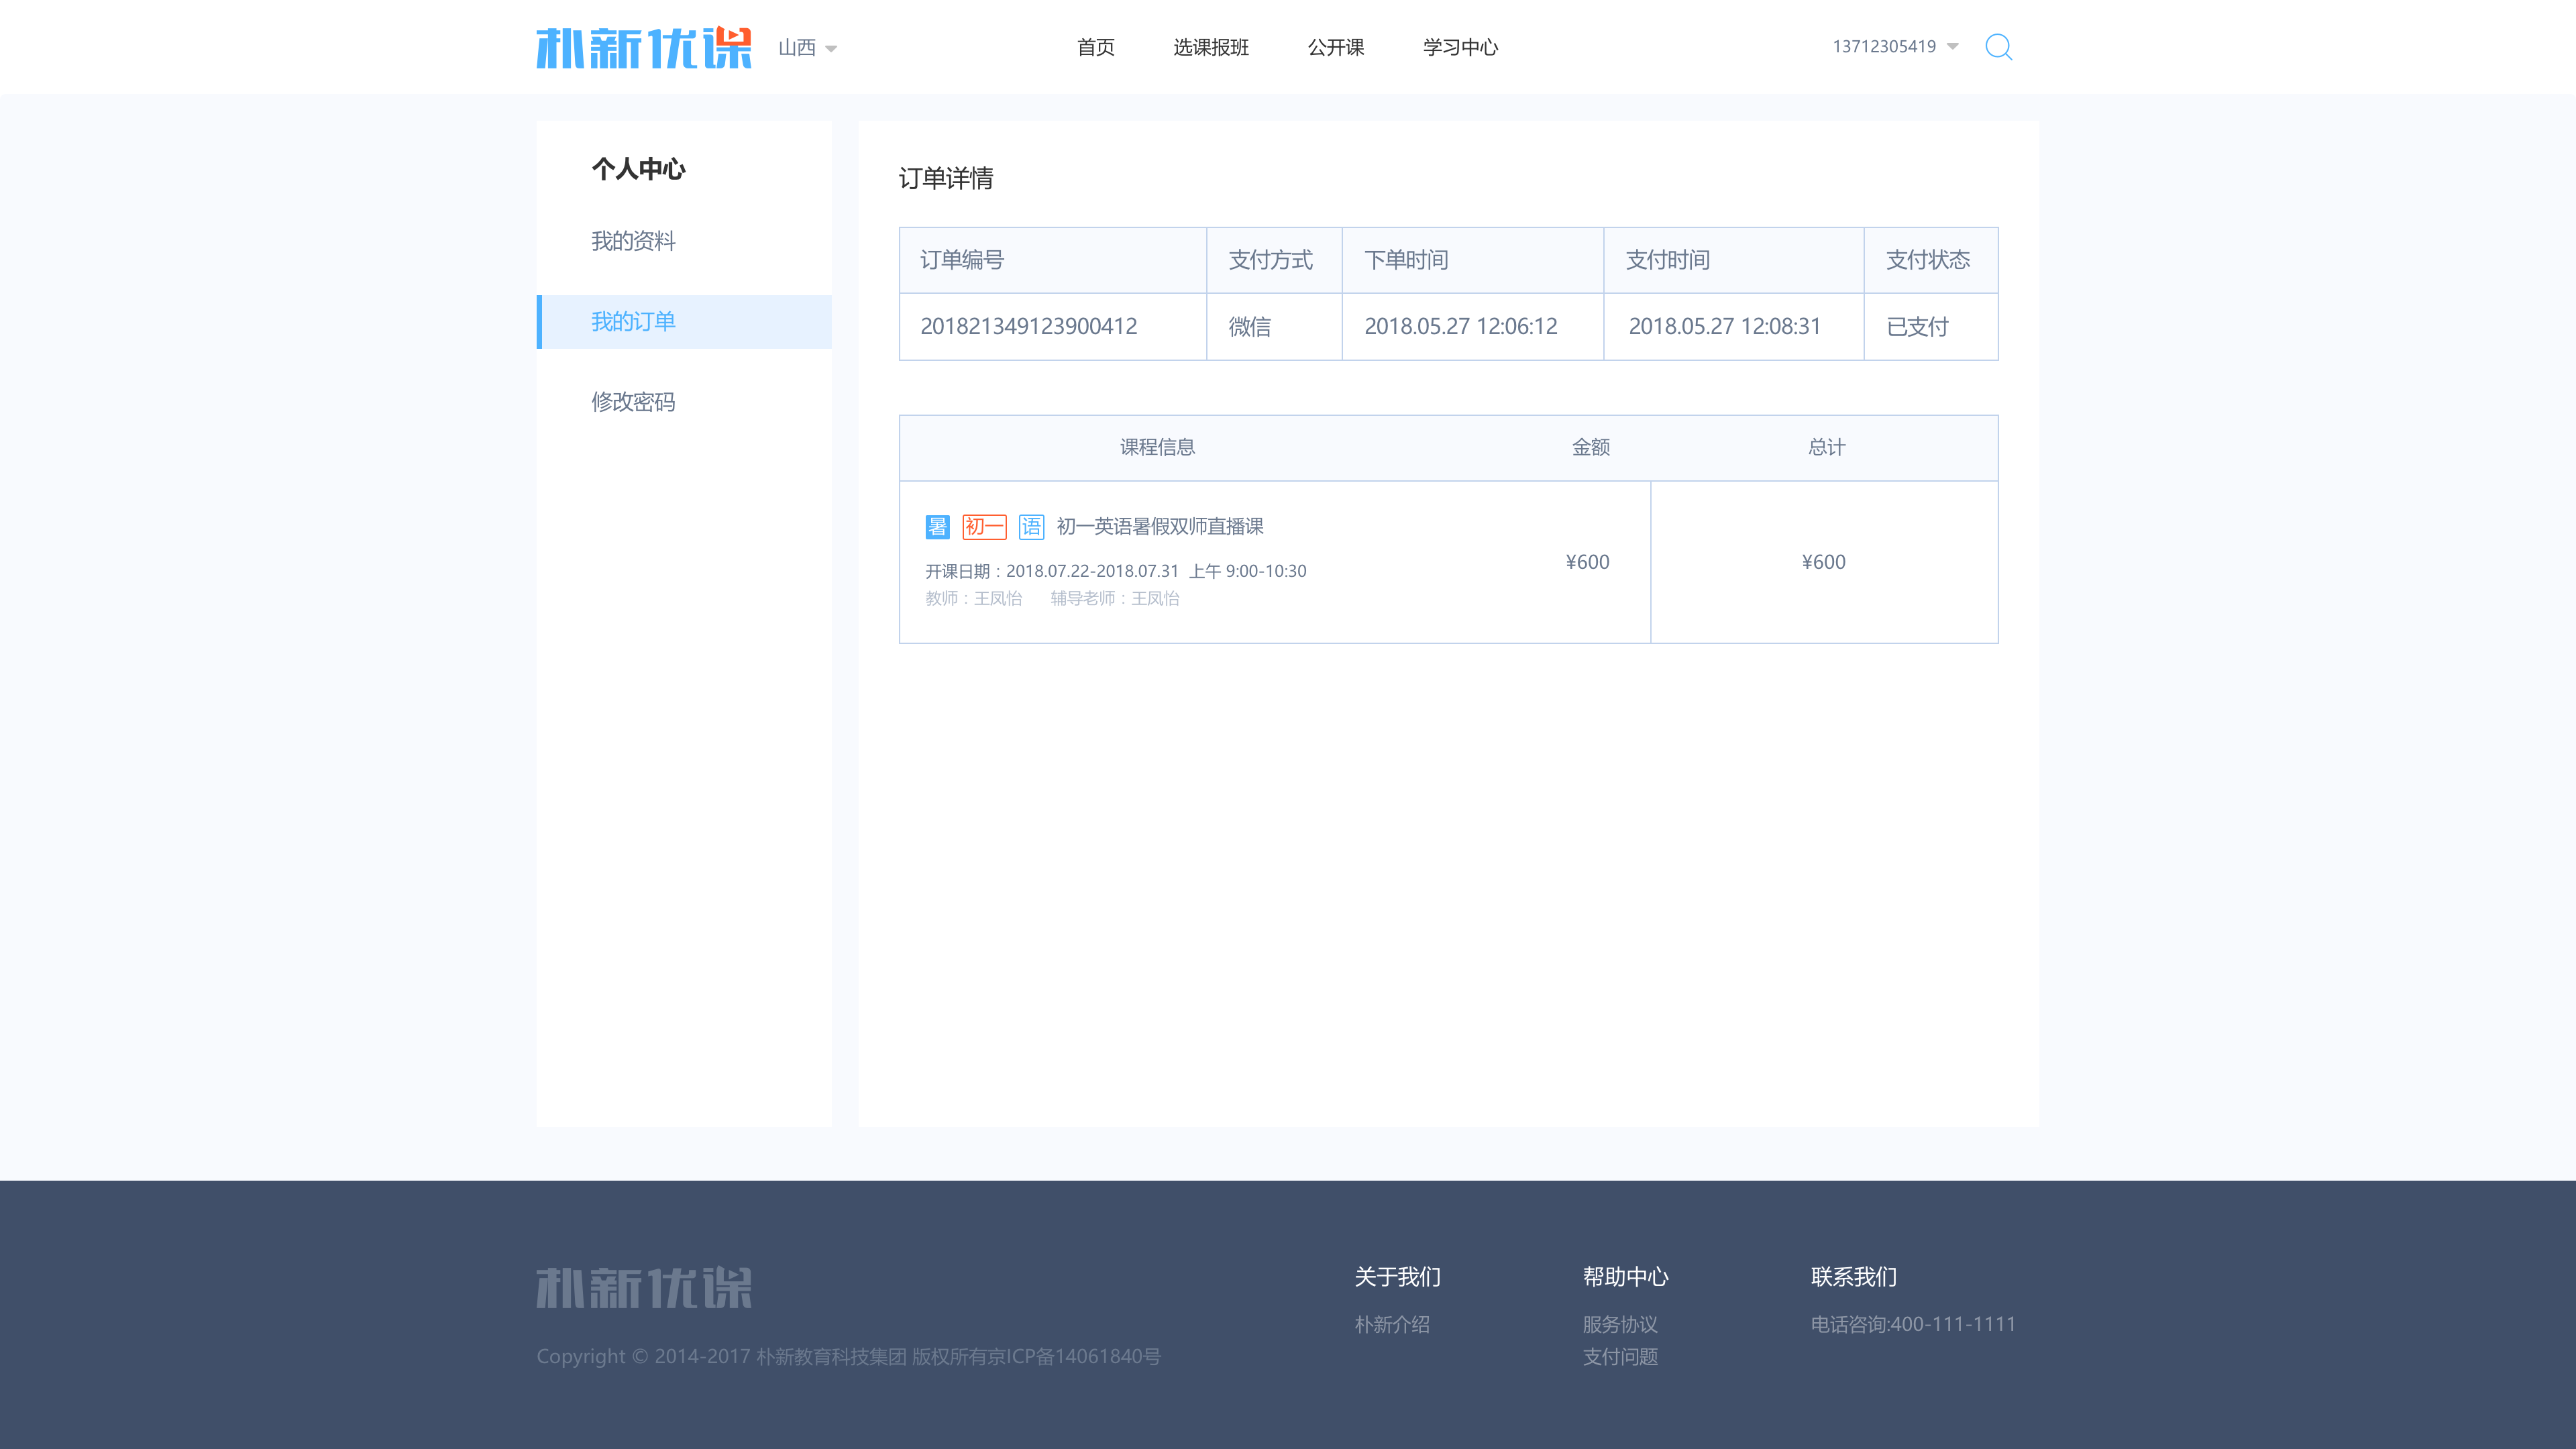 朴新优课 山西 首页 选课报班 公开课 学习中心 13712305419
个人中心
我的资料
我的订单
修改密码
订单详情
订单编号 支付方式 下单时间 支付时间 支付状态
201821349123900412 微信 2018.05.27 12:06:12 2018.05.27 12:08:31 已支付
课程信息 金额 总计
暑 初一 语 初一英语暑假双师直播课
¥600 ¥600
开课日期：2018.07.22-2018.07.31 上午 9:00-10:30
教师：王凤怡 辅导老师：王凤怡
朴新优课
Copyright © 2014-2017 朴新教育科技集团 版权所有京ICP备14061840号
关于我们
朴新介绍
帮助中心
服务协议
支付问题
联系我们
电话咨询:400-111-1111